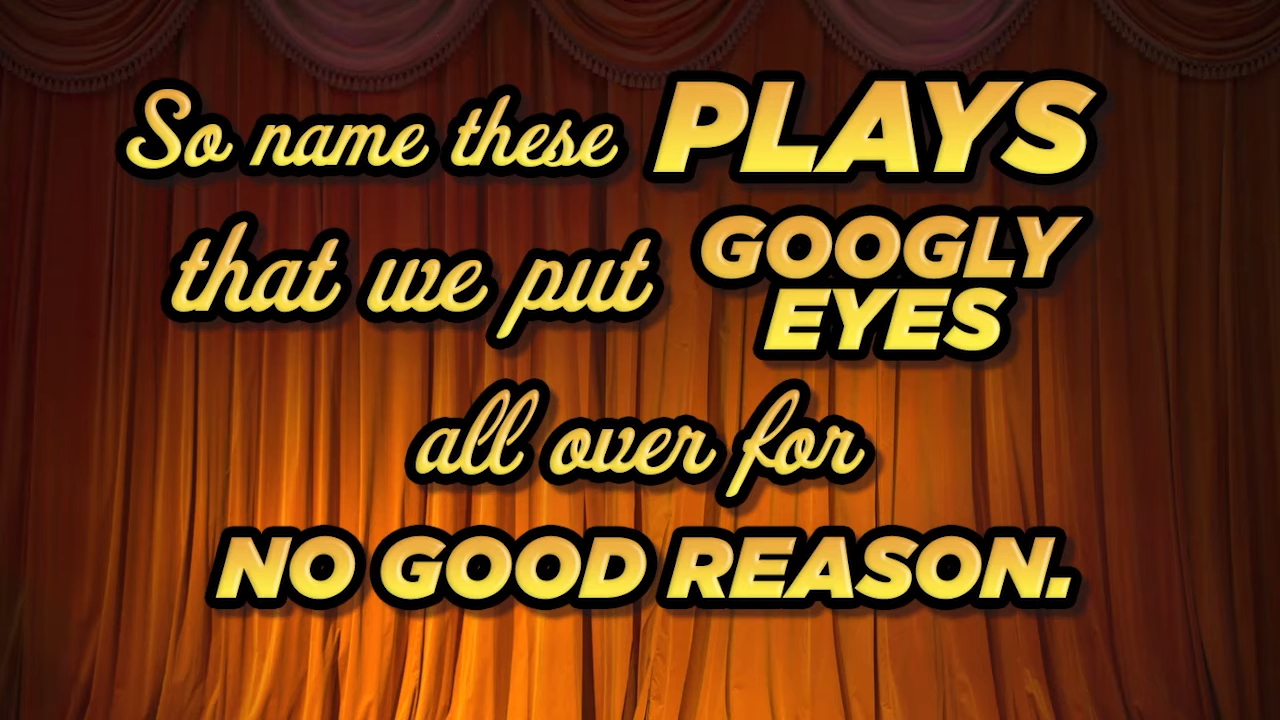 So name these PLAYS
that we put GOOGLY
EYES
all over for
NO GOOD REASON.